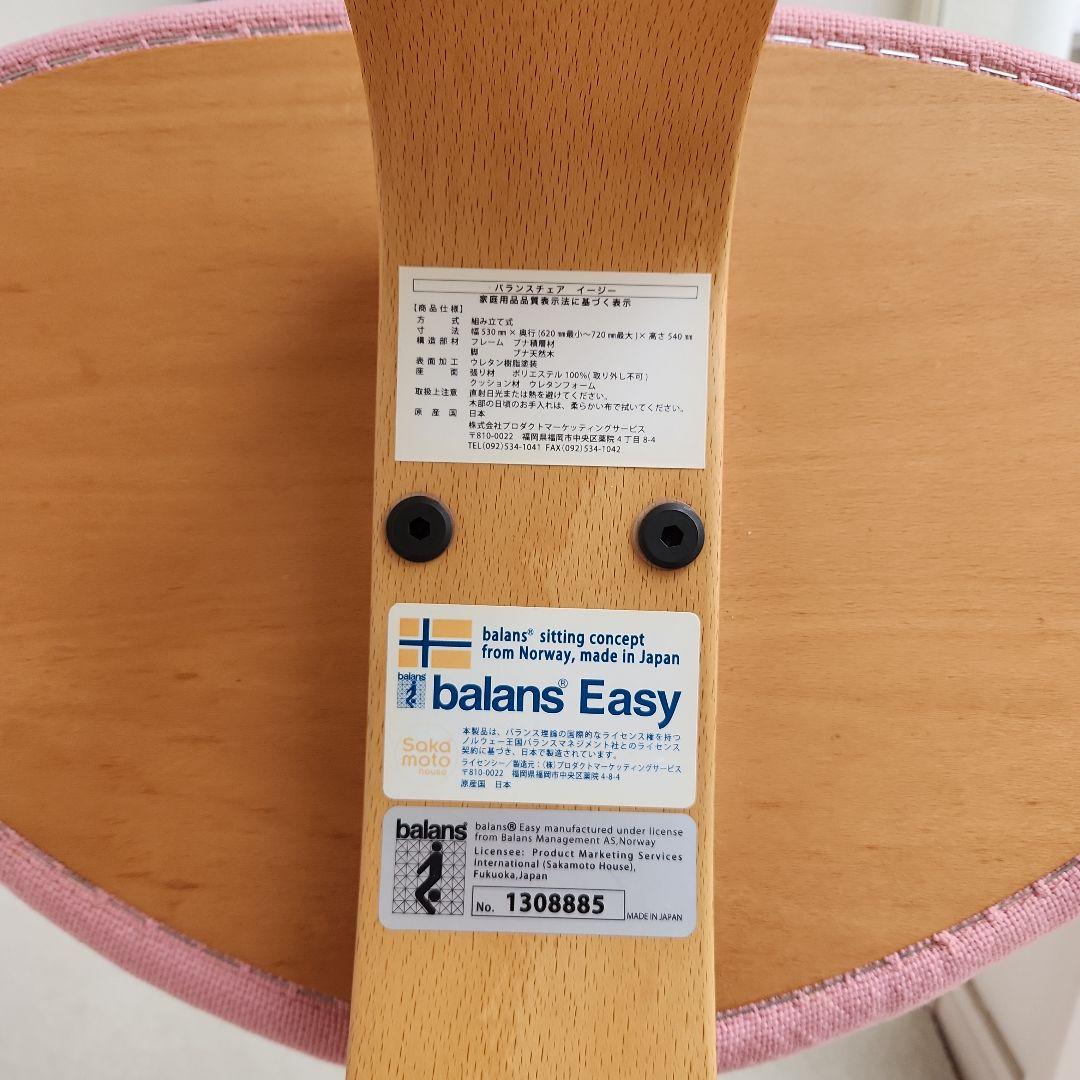 バランスチェア イージー
家庭用品品質表示法に基づく表示
【商品仕様】
方式 組み立て式
寸法 幅530㎜×奥行(620㎜最小～720㎜最大)×高さ540㎜
構造部材 フレーム ブナ積層材
脚 ブナ天然木
表面加工 ウレタン樹脂塗装
座面 張り材 ポリエステル100%(取り外し不可)
クッション材 ウレタンフォーム
取扱上注意 直射日光または熱を避けてください。
木部の日頃のお手入れは、柔らかい布で拭いてください。
原産国 日本
株式会社プロダクトマーケッティングサービス
〒810-0022 福岡県福岡市中央区薬院4丁目8-4
TEL(092)534-1041 FAX(092)534-1042
balans® sitting concept
from Norway, made in Japan
balans
balans® Easy
Saka
moto
house
本製品は、バランス理論の国際的なライセンス権を持つ
ノルウェー王国バランスマネジメント社とのライセンス
契約に基づき、日本で製造されています。
ライセンシー/製造元:(株)プロダクトマーケッティングサービス
〒810-0022 福岡県福岡市中央区薬院4-8-4
原産国 日本
balans®
balans® Easy manufactured under license
from Balans Management AS,Norway
Licensee: Product Marketing Services
International (Sakamoto House),
Fukuoka,Japan
No. 1308885
MADE IN JAPAN